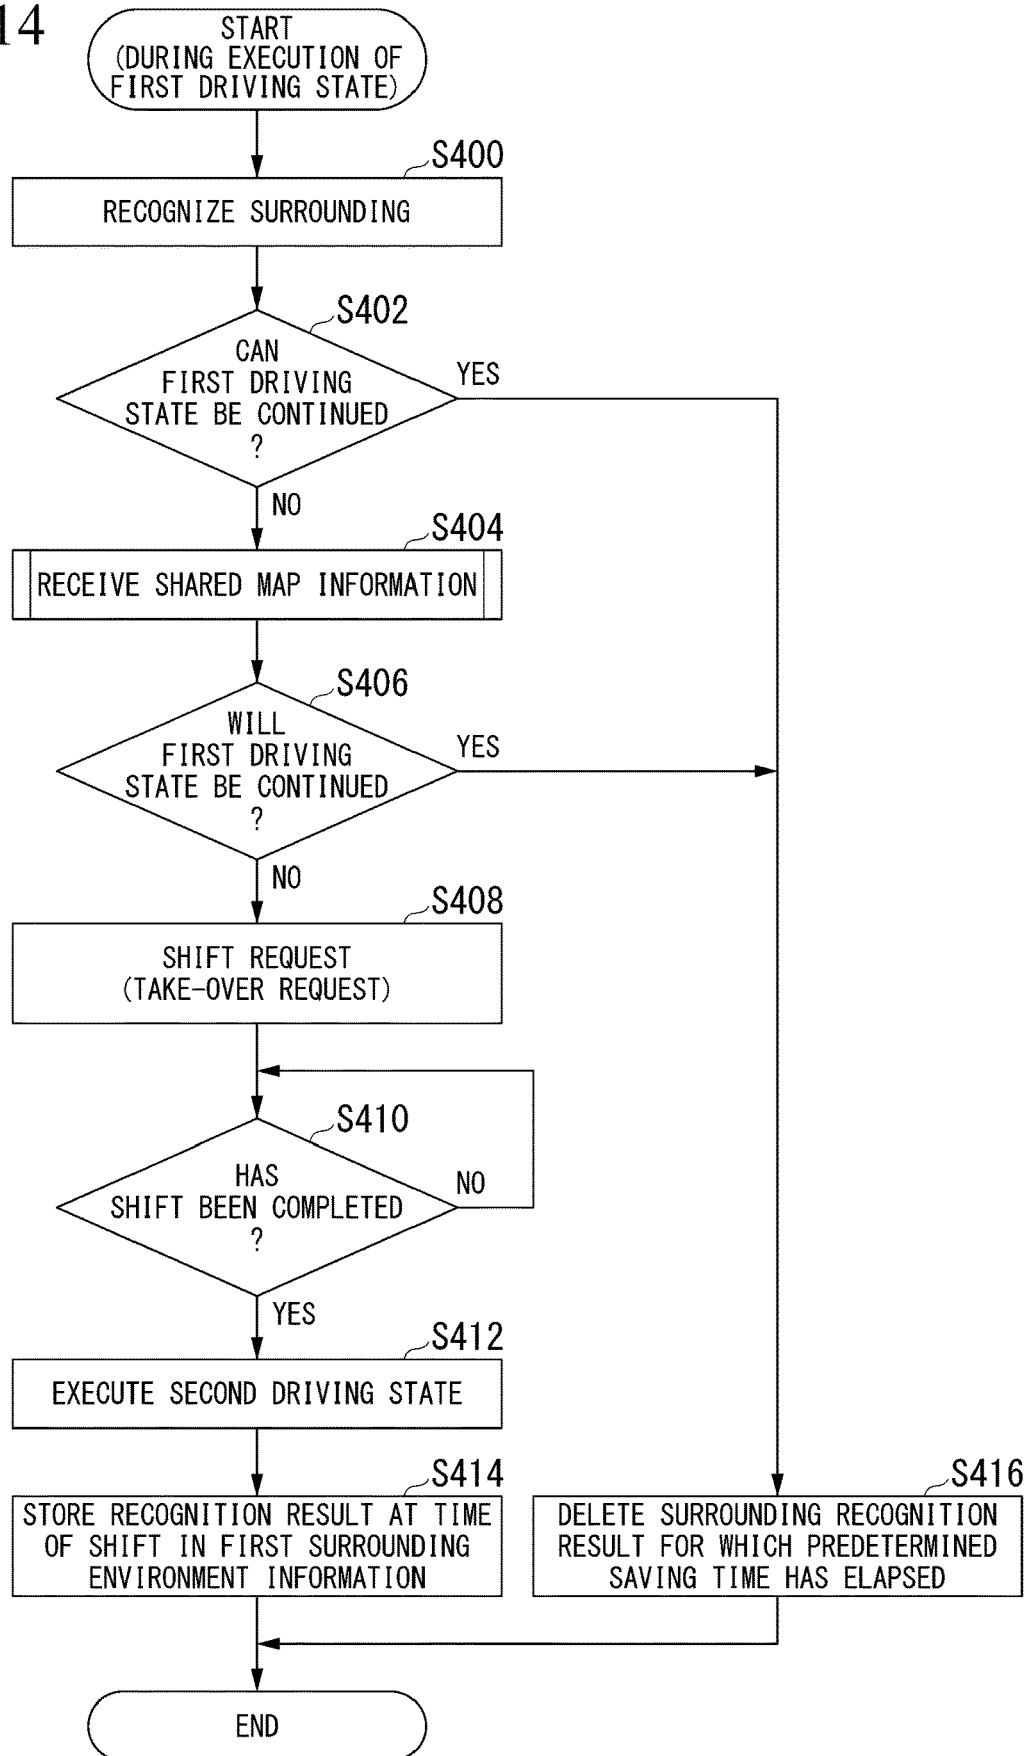 14
START
(DURING EXECUTION OF
FIRST DRIVING STATE)
S400
RECOGNIZE SURROUNDING
S402
CAN
FIRST DRIVING
STATE BE CONTINUED
?
YES
NO
S404
RECEIVE SHARED MAP INFORMATION
S406
WILL
FIRST DRIVING
STATE BE CONTINUED
?
YES
NO
S408
SHIFT REQUEST
(TAKE-OVER REQUEST)
S410
HAS
SHIFT BEEN COMPLETED
?
NO
YES
S412
EXECUTE SECOND DRIVING STATE
S414
STORE RECOGNITION RESULT AT TIME
OF SHIFT IN FIRST SURROUNDING
ENVIRONMENT INFORMATION
S416
DELETE SURROUNDING RECOGNITION
RESULT FOR WHICH PREDETERMINED
SAVING TIME HAS ELAPSED
END